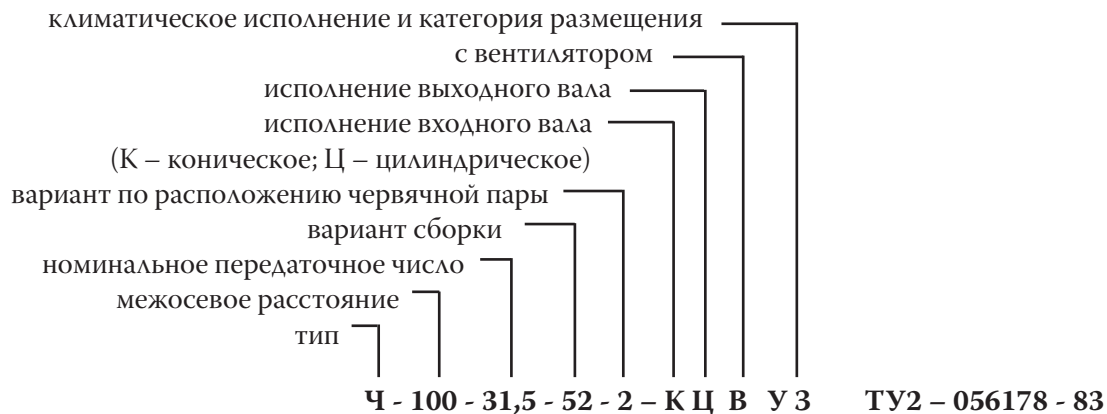 климатическое исполнение и категория размещения
с вентилятором
исполнение выходного вала
исполнение входного вала
(К – коническое; Ц – цилиндрическое)
вариант по расположению червячной пары
вариант сборки
номинальное передаточное число
межосевое расстояние
тип
Ч - 100 - 31,5 - 52 - 2 – К Ц В У 3 ТУ2 – 056178 - 83